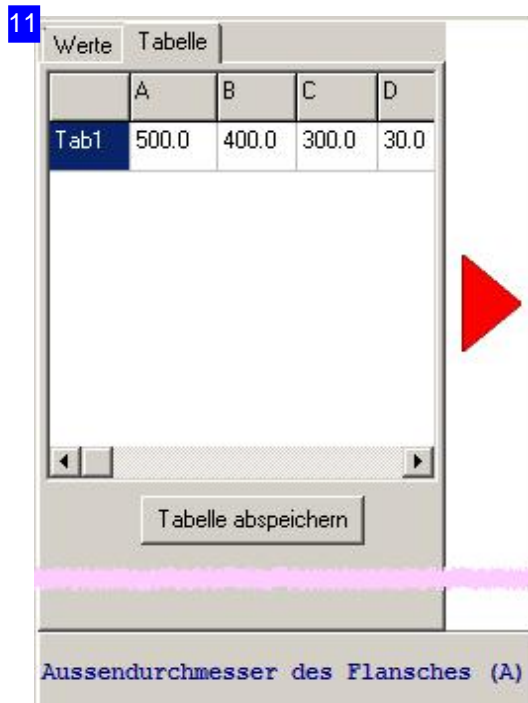 11
Werte Tabelle
A B C D
Tab1 500.0 400.0 300.0 30.0
Tabelle abspeichern
Aussendurchmesser des Flansches (A)